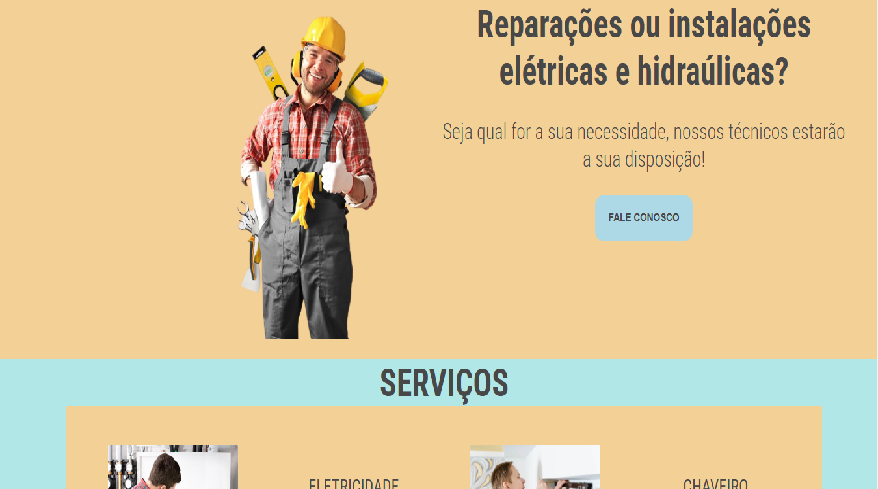 Reparações ou instalações
elétricas e hidraúlicas?
Seja qual for a sua necessidade, nossos técnicos estarão
a sua disposição!
FALE CONOSCO
SERVIÇOS
ELETRICIDADE
CHAVEIRO